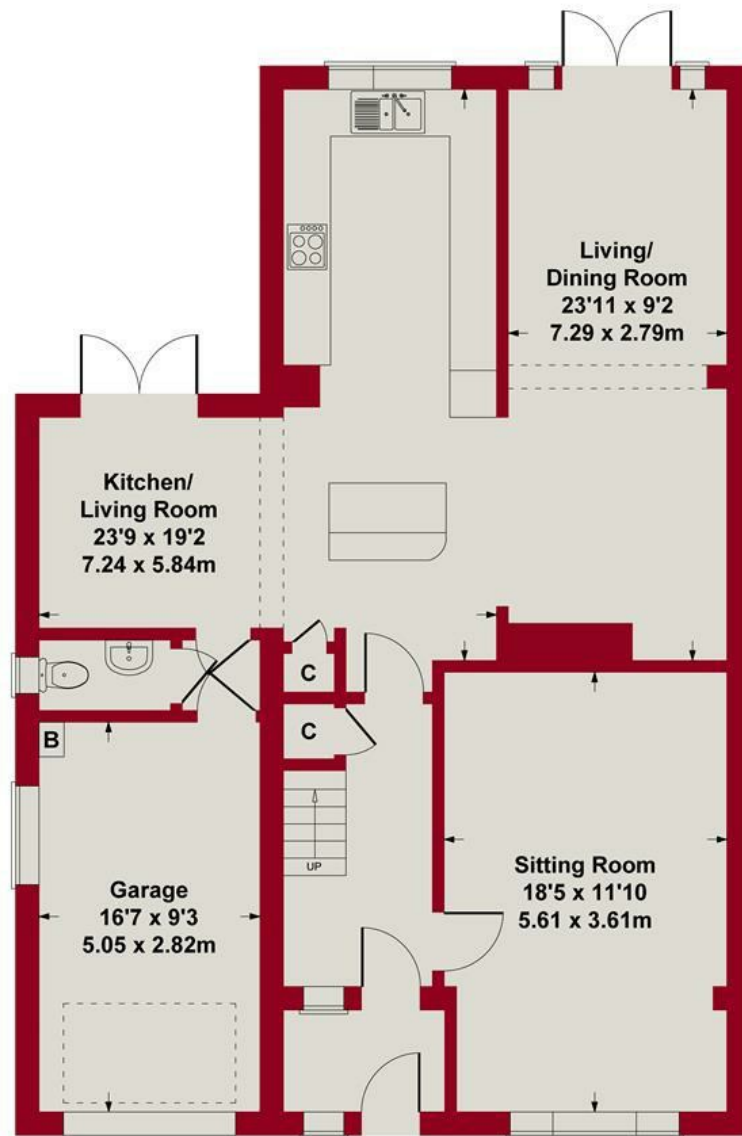 Living/
Dining Room
23'11 x 9'2
7.29 x 2.79m
Kitchen/
Living Room
23'9 x 19'2
7.24 x 5.84m
C
C
B
UP
Garage
16'7 x 9'3
5.05 x 2.82m
Sitting Room
18'5 x 11'10
5.61 x 3.61m